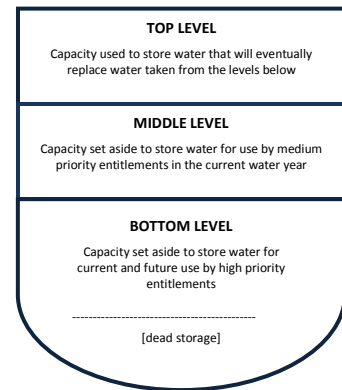 TOP LEVEL
Capacity used to store water that will eventually
replace water taken from the levels below
MIDDLE LEVEL
Capacity set aside to store water for use by medium
priority entitlements in the current water year
BOTTOM LEVEL
Capacity set aside to store water for
current and future use by high priority
entitlements
---------------------------------------------
[dead storage]